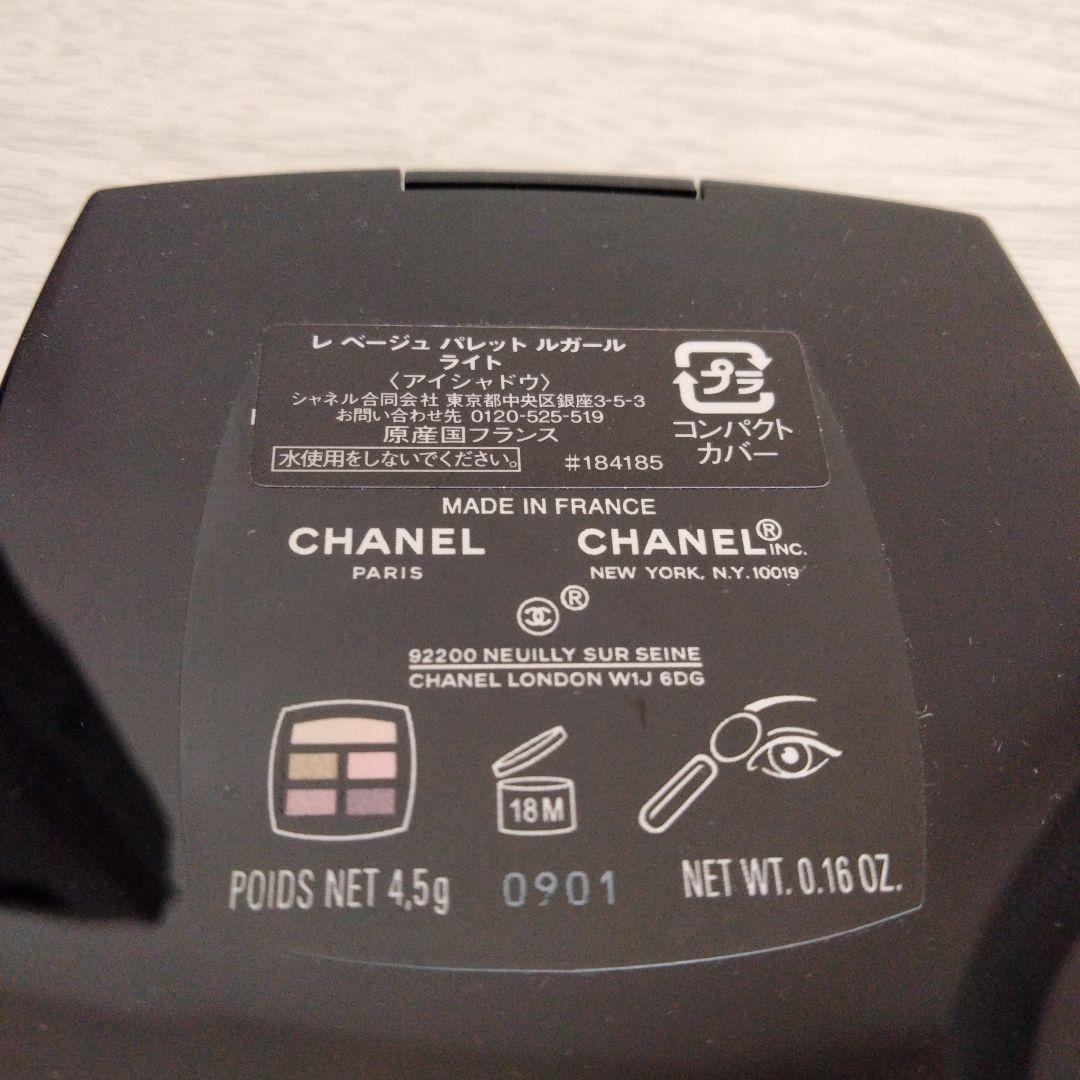 レ ベージュ パレット ルガール
ライト
〈アイシャドウ〉
シャネル合同会社 東京都中央区銀座3-5-3
お問い合わせ先 0120-525-519
原産国フランス
水使用をしないでください。 #184185
プラ
コンパクト
カバー
MADE IN FRANCE
CHANEL CHANEL® INC.
PARIS NEW YORK, N.Y. 10019
®
92200 NEUILLY SUR SEINE
CHANEL LONDON W1J 6DG
18M
POIDS NET 4,5g 0901 NET WT. 0.16 OZ.